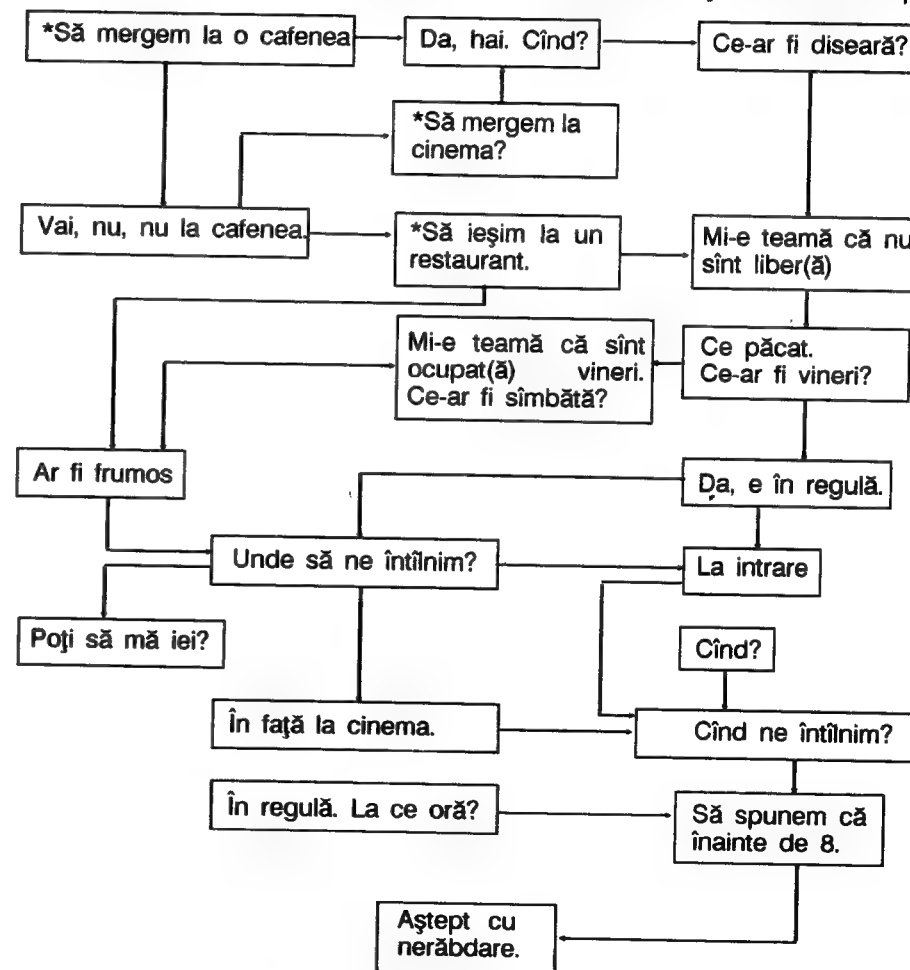 *Să mergem la o cafenea
Da, hai. Cînd?
Ce-ar fi diseară?
*Să mergem la
cinema?
Vai, nu, nu la cafenea.
*Să ieşim la un
restaurant.
Mi-e teamă că nu
sînt liber(ă)
Mi-e teamă că sînt
ocupat(ă) vineri.
Ce-ar fi sîmbătă?
Ce păcat.
Ce-ar fi vineri?
Ar fi frumos
Da, e în regulă.
Unde să ne întîlnim?
La intrare
Poţi să mă iei?
Cînd?
În faţă la cinema.
Cînd ne întîlnim?
În regulă. La ce oră?
Să spunem că
înainte de 8.
Aştept cu
nerăbdare.